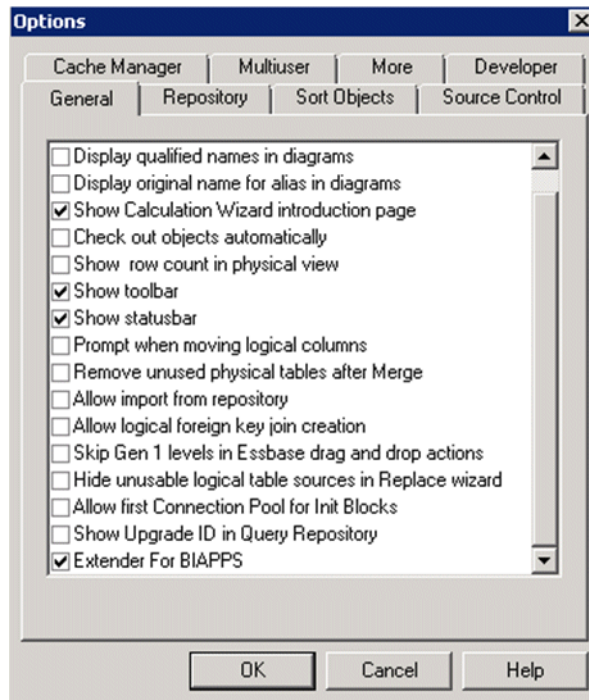 Options
Cache Manager Multiuser More Developer
General Repository Sort Objects Source Control
Display qualified names in diagrams
Display original name for alias in diagrams
Show Calculation Wizard introduction page
Check out objects automatically
Show row count in physical view
Show toolbar
Show statusbar
Prompt when moving logical columns
Remove unused physical tables after Merge
Allow import from repository
Allow logical foreign key join creation
Skip Gen 1 levels in Essbase drag and drop actions
Hide unusable logical table sources in Replace wizard
Allow first Connection Pool for Init Blocks
Show Upgrade ID in Query Repository
Extender For BIAPPS
OK Cancel Help